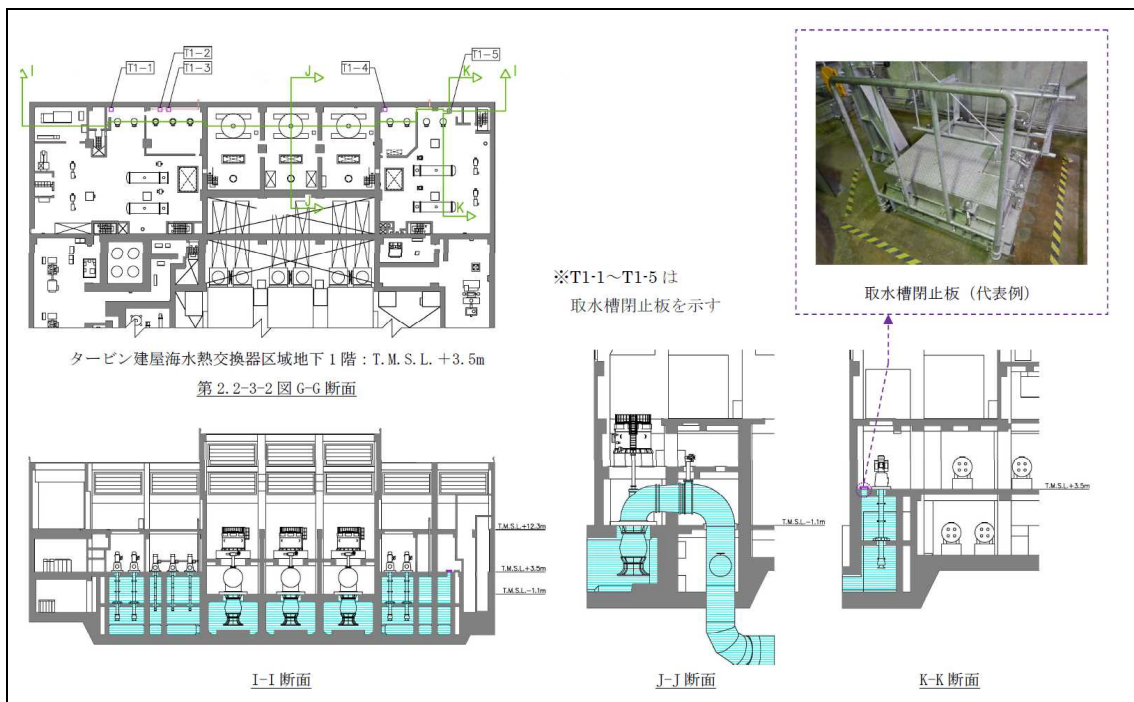 T1-1
T1-2
T1-3
T1-4
T1-5
I
J
K
I
J
K
タービン建屋海水熱交換器区域地下1階：T.M.S.L.＋3.5m
第2.2-3-2図 G-G 断面
※T1-1～T1-5 は
取水槽閉止板を示す
取水槽閉止板（代表例）
T.M.S.L.+12.3m
T.M.S.L.+3.5m
T.M.S.L.-1.1m
I-I 断面
T.M.S.L.-1.1m
J-J 断面
T.M.S.L.+3.5m
K-K 断面